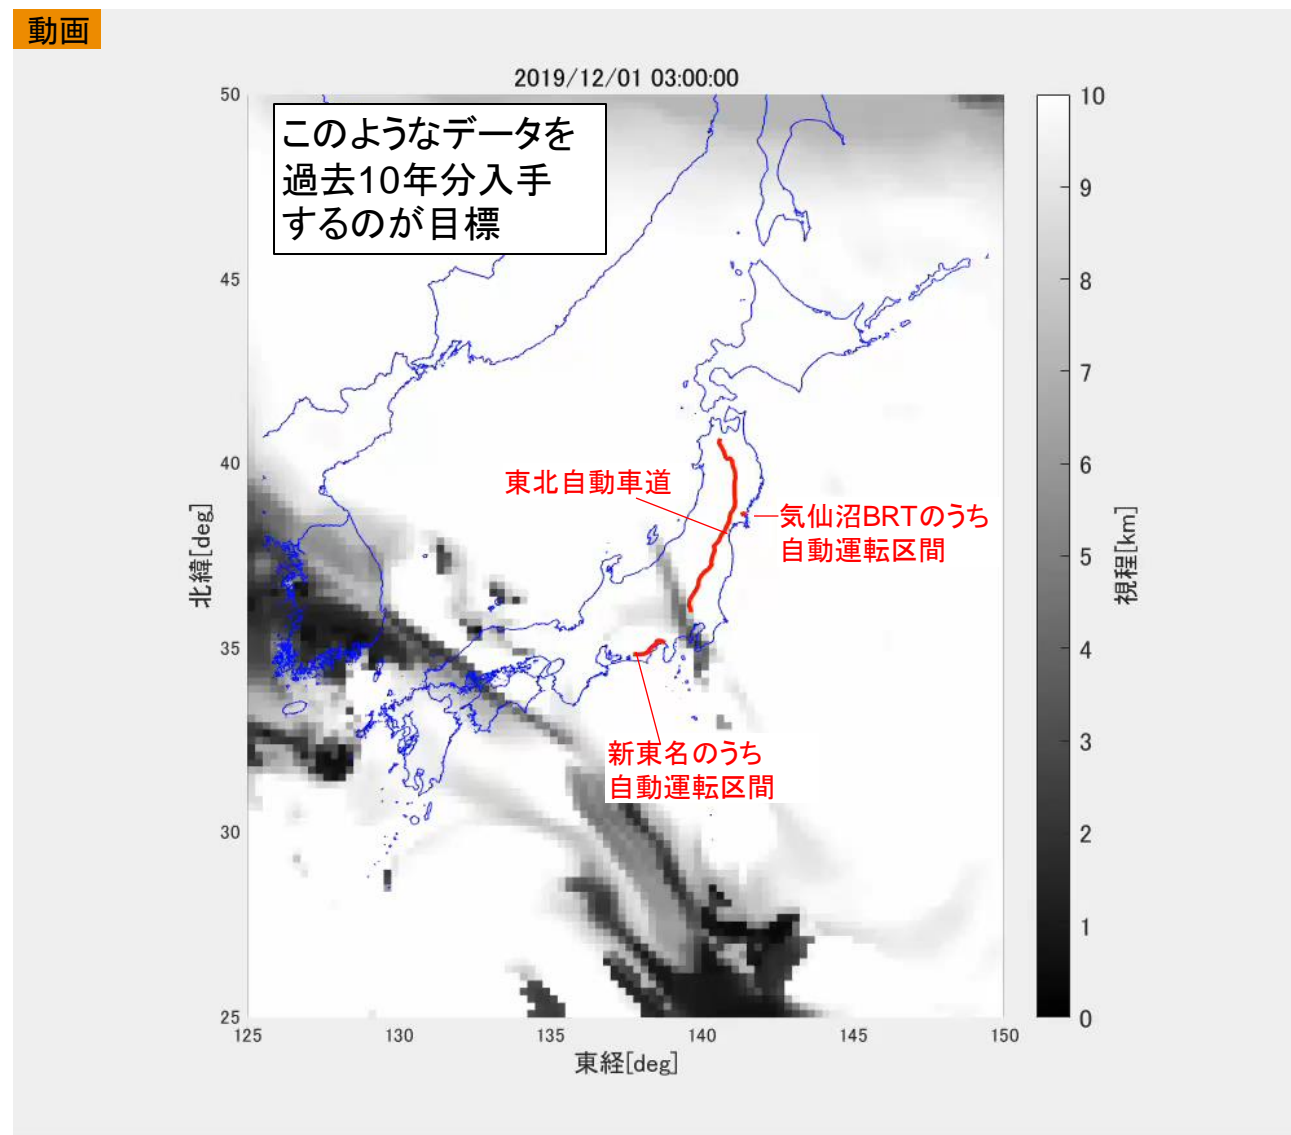 動画
2019/12/01 03:00:00
このようなデータを
過去10年分入手
するのが目標
東北自動車道
気仙沼BRTのうち
自動運転区間
新東名のうち
自動運転区間
北緯[deg]
50
45
40
35
30
25
125
130
135
140
145
150
東経[deg]
10
9
8
7
6
5
4
3
2
1
0
視程[km]